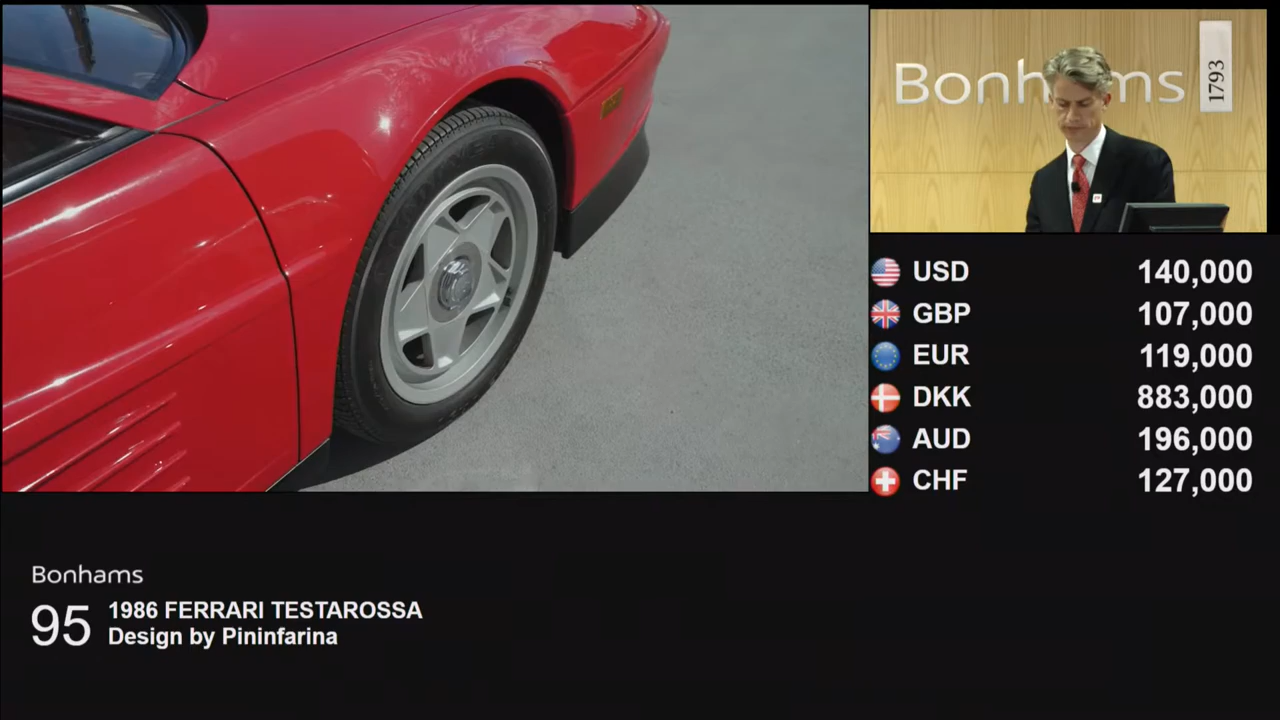 Bonhams
1793
USD 140,000
GBP 107,000
EUR 119,000
DKK 883,000
AUD 196,000
CHF 127,000
Bonhams
95
1986 FERRARI TESTAROSSA
Design by Pininfarina